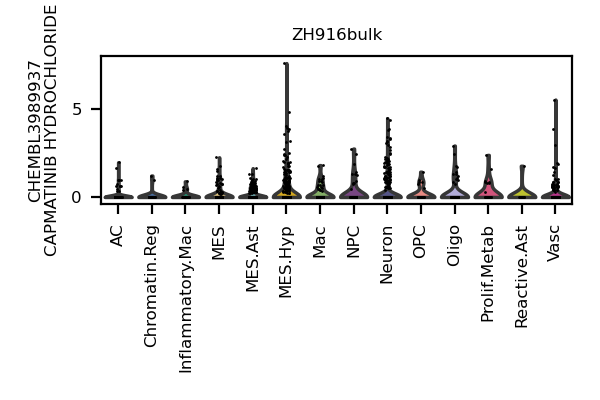 ZH916bulk
CHEMBL3989937
CAPMATINIB HYDROCHLORIDE
5
0
AC
Chromatin.Reg
Inflammatory.Mac
MES
MES.Ast
MES.Hyp
Mac
NPC
Neuron
OPC
Oligo
Prolif.Metab
Reactive.Ast
Vasc